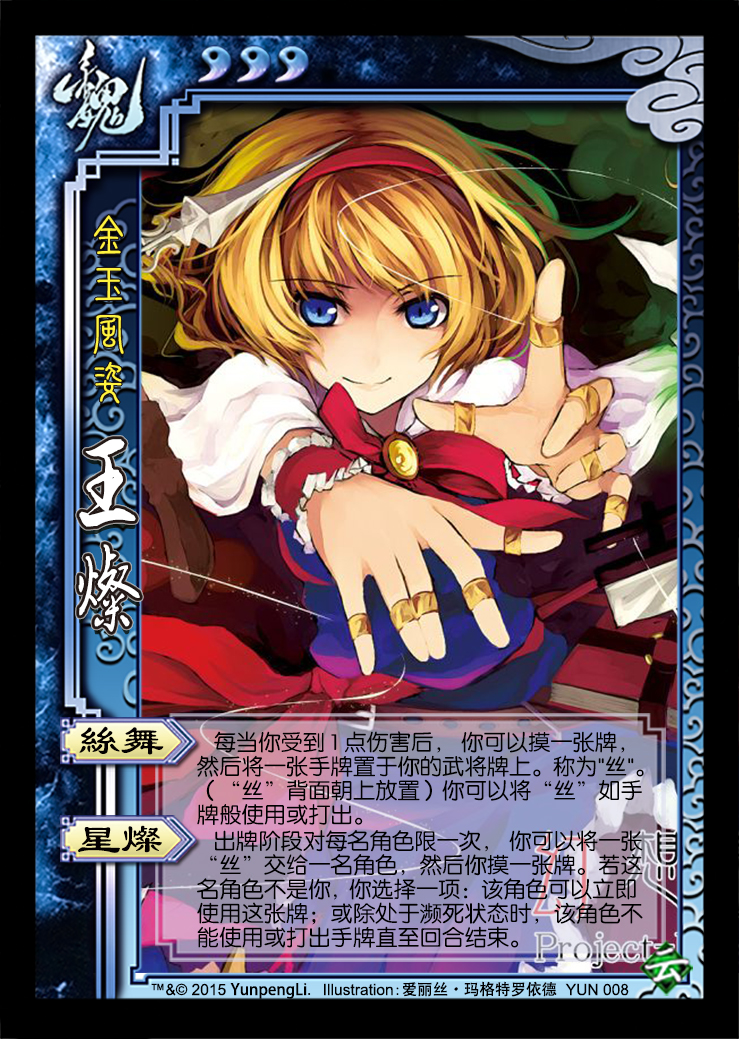 魏
金玉風姿
王燦
絲舞
每当你受到1点伤害后，你可以摸一张牌，
然后将一张手牌置于你的武将牌上。称为"丝"。
（“丝”背面朝上放置）你可以将“丝”如手
牌般使用或打出。
星燦
出牌阶段对每名角色限一次，你可以将一张
“丝”交给一名角色，然后你摸一张牌。若这
名角色不是你，你选择一项：该角色可以立即
使用这张牌；或除处于濒死状态时，该角色不
能使用或打出手牌直至回合结束。
Project
云
™&© 2015 YunpengLi. Illustration：爱丽丝·玛格特罗依德 YUN 008